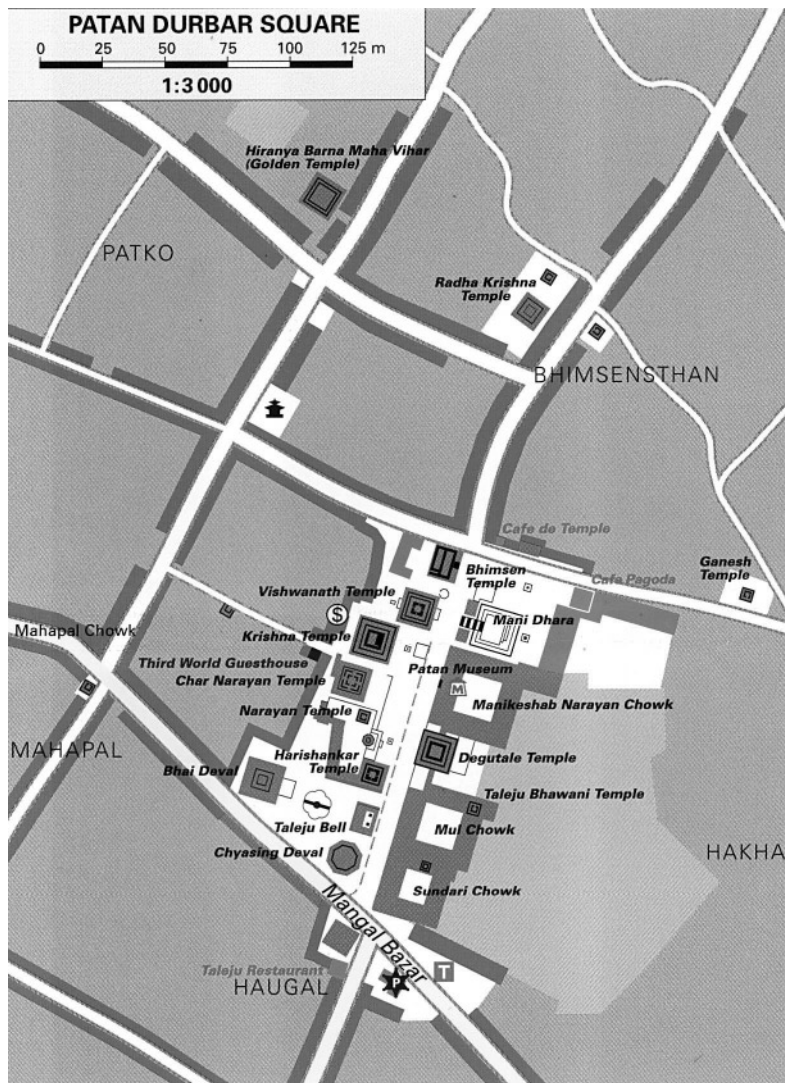 PATAN DURBAR SQUARE
0 25 50 75 100 125 m
1:3 000
Hiranya Barna Maha Vihar
(Golden Temple)
PATKO
Radha Krishna
Temple
BHIMSENSTHAN
Cafe de Temple
Bhimsen
Temple
Ganesh
Temple
Cafe Pagoda
Vishwanath Temple
$
Mani Dhara
Mahapal Chowk
Krishna Temple
Third World Guesthouse
Char Narayan Temple
Patan Museum
M
Manikeshab Narayan Chowk
Narayan Temple
MAHAPAL
Bhai Deval
Harishankar
Temple
Degutale Temple
Taleju Bhawani Temple
Taleju Bell
Mul Chowk
Chyasing Deval
HAKHA
Sundari Chowk
Mangal Bazar
Taleju Restaurant
HAUGAL
T
P